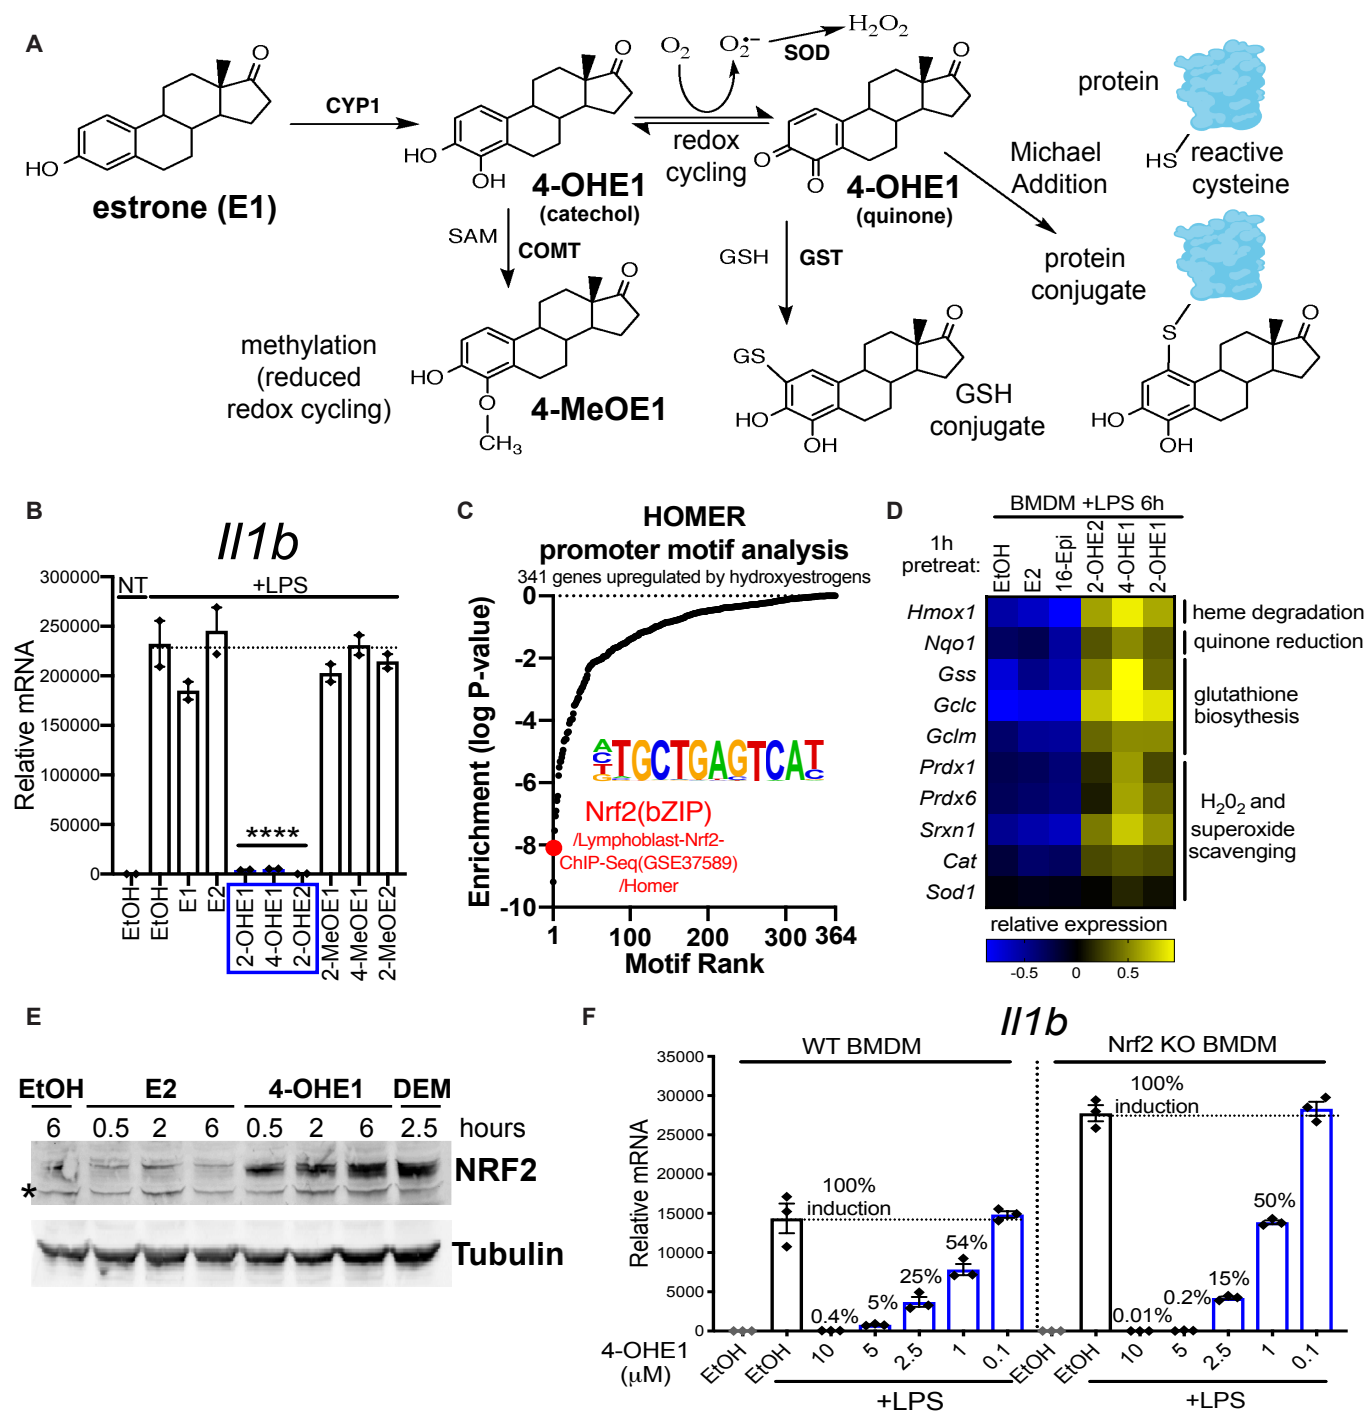 A
estrone (E1)
HO
O
CYP1
HO
OH
O
4-OHE1
(catechol)
O2
O2•−
SOD
H2O2
redox
cycling
O
O
O
4-OHE1
(quinone)
Michael
Addition
protein
HS
reactive
cysteine
SAM
COMT
GSH
GST
protein
conjugate
methylation
(reduced
redox cycling)
HO
O
CH3
O
4-MeOE1
GS
HO
OH
O
GSH
conjugate
S
HO
OH
O
B
Il1b
NT
+LPS
Relative mRNA
300000
250000
200000
150000
100000
50000
0
****
EtOH
EtOH
E1
E2
2-OHE1
4-OHE1
2-OHE2
2-MeOE1
4-MeOE1
2-MeOE2
C
HOMER
promoter motif analysis
341 genes upregulated by hydroxyestrogens
Enrichment (log P-value)
0
-2
-4
-6
-8
-10
TGCTGAGTCAT
Nrf2(bZIP)
/Lymphoblast-Nrf2-
ChIP-Seq(GSE37589)
/Homer
1
100
200
300
364
Motif Rank
D
BMDM +LPS 6h
1h
pretreat:
EtOH
E2
16-Epi
2-OHE2
4-OHE1
2-OHE1
Hmox1
Nqo1
Gss
Gclc
Gclm
Prdx1
Prdx6
Srxn1
Cat
Sod1
heme degradation
quinone reduction
glutathione
biosythesis
H202 and
superoxide
scavenging
relative expression
-0.5
0
0.5
E
EtOH
E2
4-OHE1
DEM
6
0.5
2
6
0.5
2
6
2.5
hours
NRF2
*
Tubulin
F
Il1b
WT BMDM
Nrf2 KO BMDM
Relative mRNA
35000
30000
25000
20000
15000
10000
5000
0
100%
induction
0.4%
5%
25%
54%
100%
induction
0.01%
0.2%
15%
50%
4-OHE1
(μM)
EtOH
EtOH
10
5
2.5
1
0.1
EtOH
EtOH
10
5
2.5
1
0.1
+LPS
+LPS